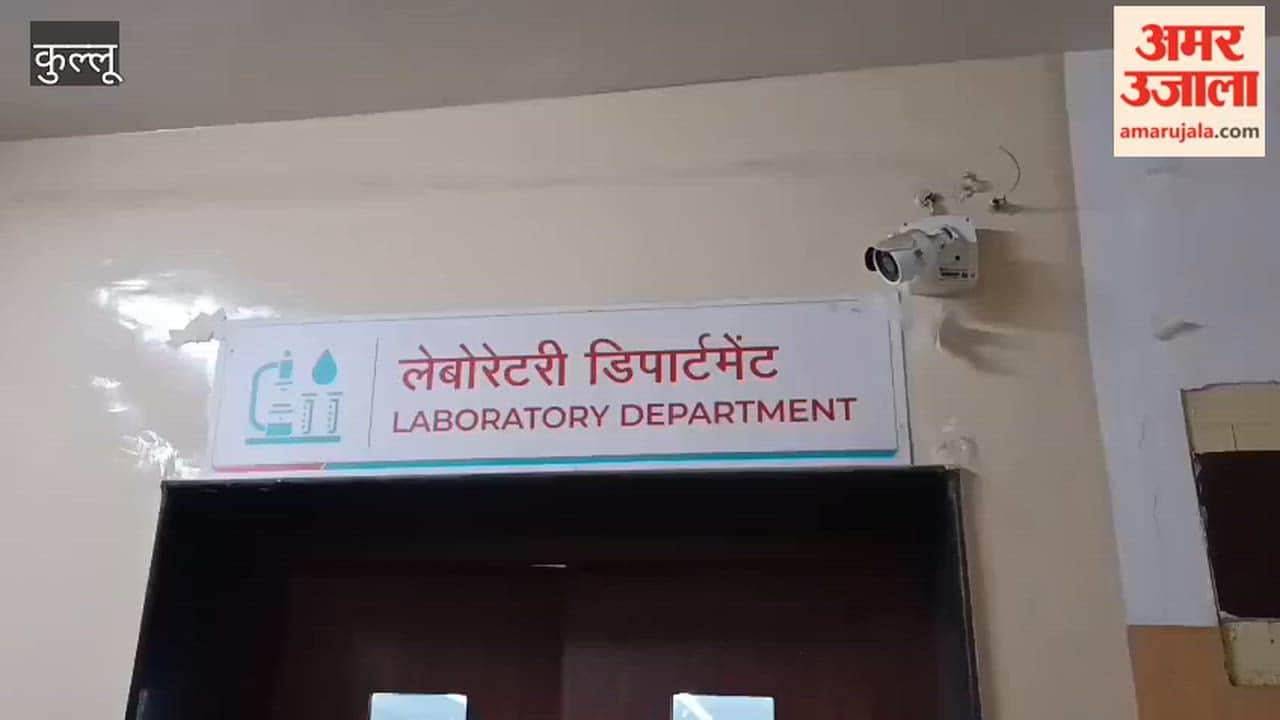 कुल्लू
अमर
उजाला
amarujala.com
लेबोरेटरी डिपार्टमेंट
LABORATORY DEPARTMENT